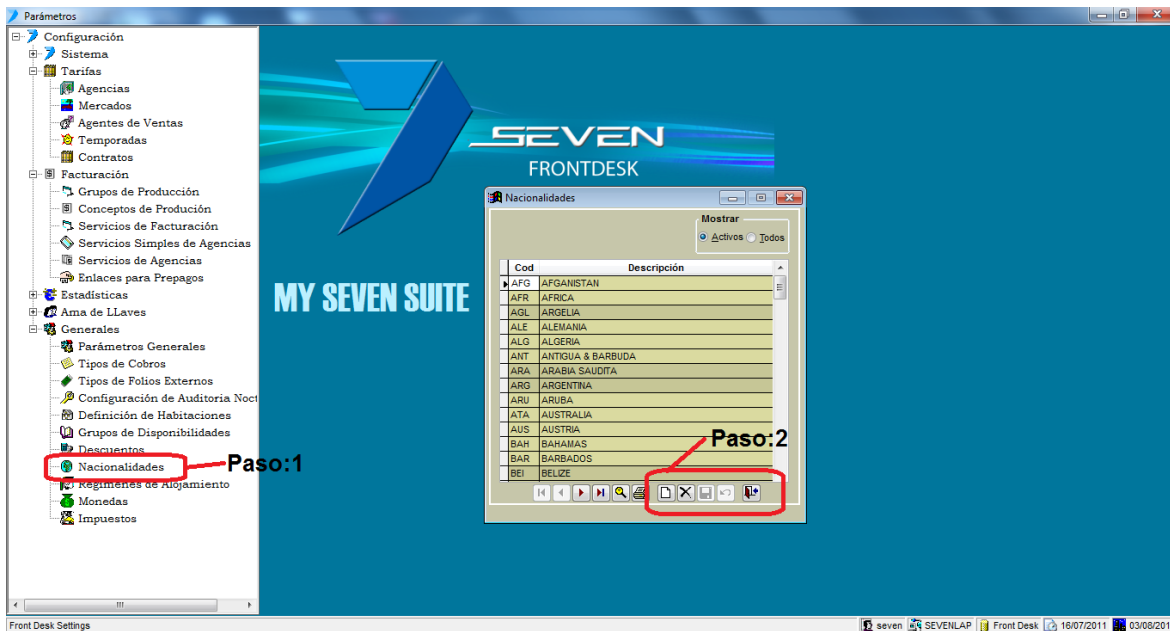 Parámetros
Configuración
Sistema
Tarifas
Agencias
Mercados
Agentes de Ventas
Temporadas
Contratos
Facturación
Grupos de Producción
Conceptos de Produción
Servicios de Facturación
Servicios Simples de Agencias
Servicios de Agencias
Enlaces para Prepagos
Estadísticas
Ama de LLaves
Generales
Parámetros Generales
Tipos de Cobros
Tipos de Folios Externos
Configuración de Auditoria Noct
Definición de Habitaciones
Grupos de Disponibilidades
Descuentos
Nacionalidades
Regímenes de Alojamiento
Monedas
Impuestos
Paso:1
SEVEN
FRONTDESK
MY SEVEN SUITE
Nacionalidades
Mostrar
Activos Todos
Cod Descripción
AFG AFGANISTAN
AFR AFRICA
AGL ARGELIA
ALE ALEMANIA
ALG ALGERIA
ANT ANTIGUA & BARBUDA
ARA ARABIA SAUDITA
ARG ARGENTINA
ARU ARUBA
ATA AUSTRALIA
AUS AUSTRIA
BAH BAHAMAS
BAR BARBADOS
BEI BELIZE
Paso:2
Front Desk Settings
seven SEVENLAP Front Desk 16/07/2011 03/08/201